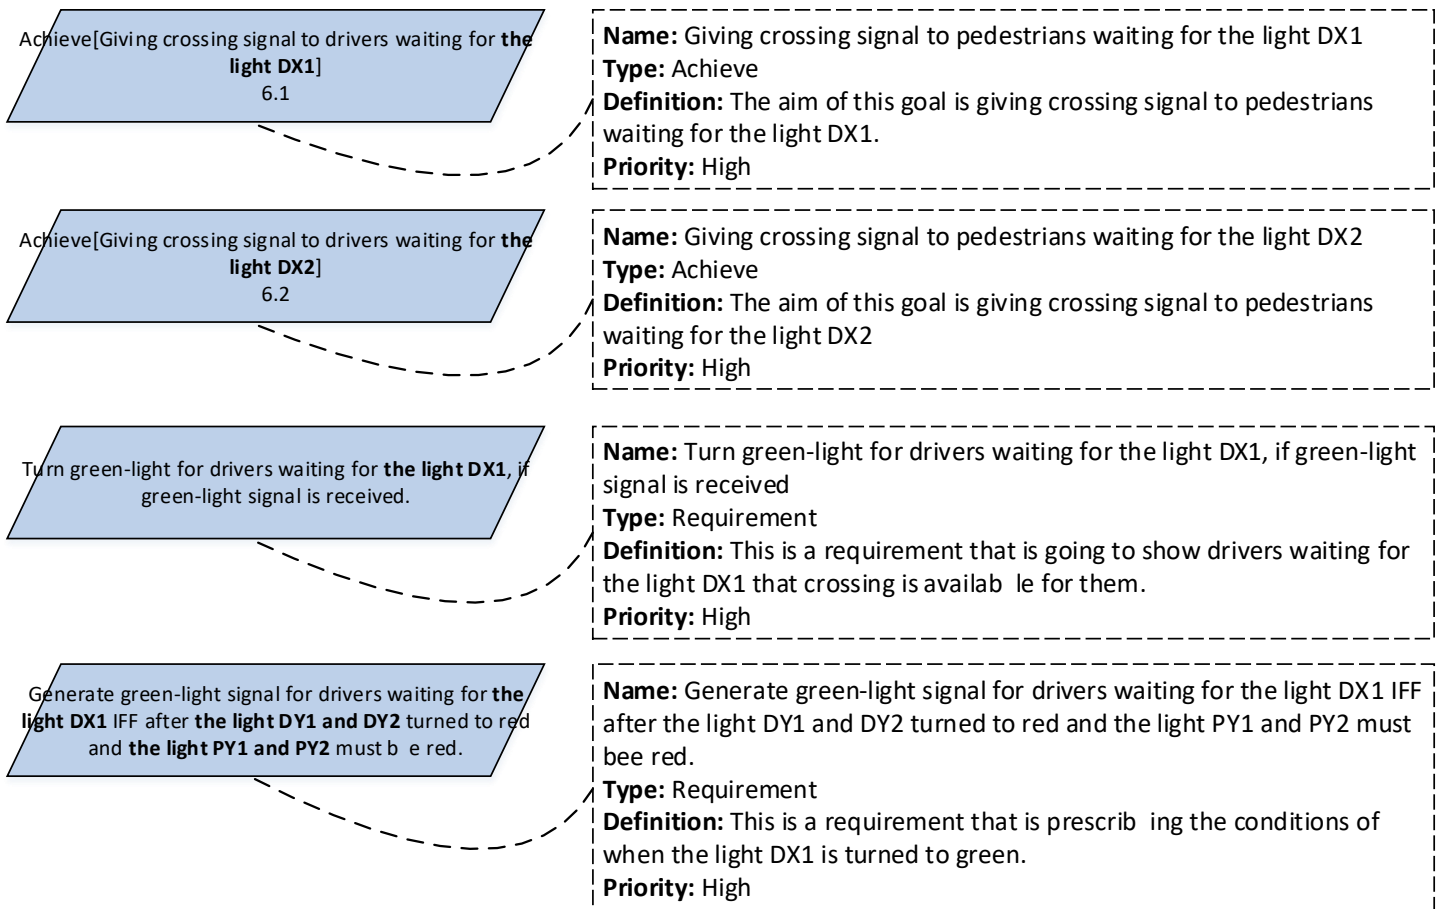 Achieve[Giving crossing signal to drivers waiting for the
light DX1]
6.1
Name: Giving crossing signal to pedestrians waiting for the light DX1
Type: Achieve
Definition: The aim of this goal is giving crossing signal to pedestrians
waiting for the light DX1.
Priority: High
Achieve[Giving crossing signal to drivers waiting for the
light DX2]
6.2
Name: Giving crossing signal to pedestrians waiting for the light DX2
Type: Achieve
Definition: The aim of this goal is giving crossing signal to pedestrians
waiting for the light DX2
Priority: High
Turn green-light for drivers waiting for the light DX1, if
green-light signal is received.
Name: Turn green-light for drivers waiting for the light DX1, if green-light
signal is received
Type: Requirement
Definition: This is a requirement that is going to show drivers waiting for
the light DX1 that crossing is availab le for them.
Priority: High
Generate green-light signal for drivers waiting for the
light DX1 IFF after the light DY1 and DY2 turned to red
and the light PY1 and PY2 must b e red.
Name: Generate green-light signal for drivers waiting for the light DX1 IFF
after the light DY1 and DY2 turned to red and the light PY1 and PY2 must
bee red.
Type: Requirement
Definition: This is a requirement that is prescrib ing the conditions of
when the light DX1 is turned to green.
Priority: High